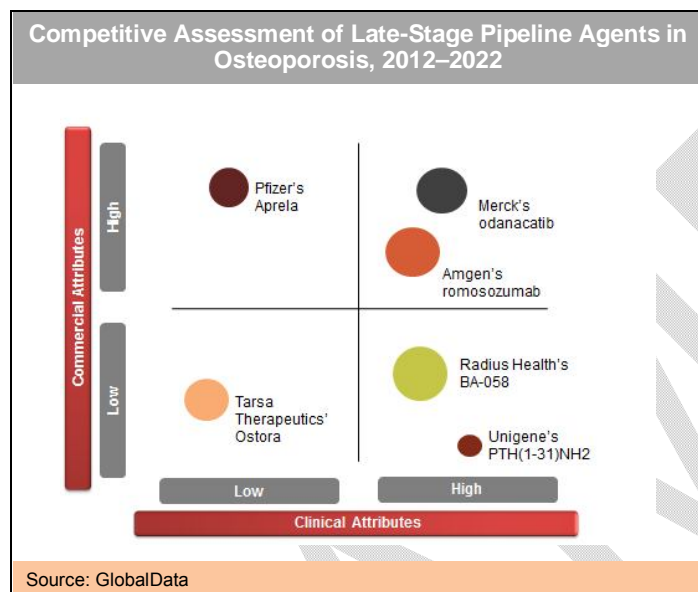 Competitive Assessment of Late-Stage Pipeline Agents in
Osteoporosis, 2012–2022
Commercial Attributes
High
Low
Pfizer's
Aprela
Merck's
odanacatib
Amgen's
romosozumab
Tarsa
Therapeutics'
Ostora
Radius Health's
BA-058
Unigene's
PTH(1-31)NH2
Low
High
Clinical Attributes
Source: GlobalData